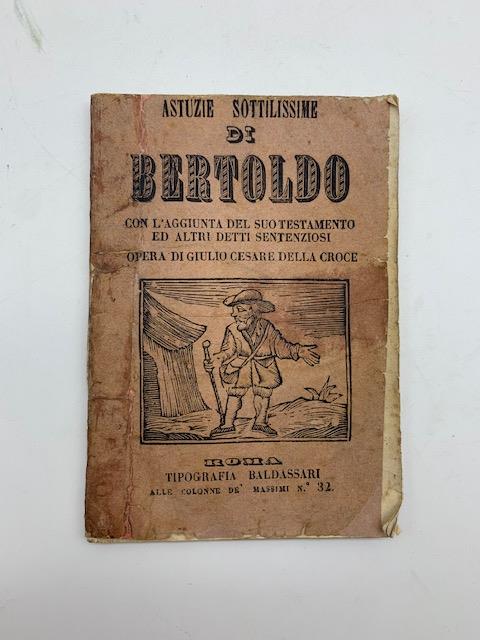 ASTUZIE SOTTILISSIME
DI
BERTOLDO
CON L'AGGIUNTA DEL SUO TESTAMENTO
ED ALTRI DETTI SENTENZIOSI
OPERA DI GIULIO CESARE DELLA CROCE
ROMA
TIPOGRAFIA BALDASSARI
ALLE COLONNE DE' MASSIMI N.° 32.